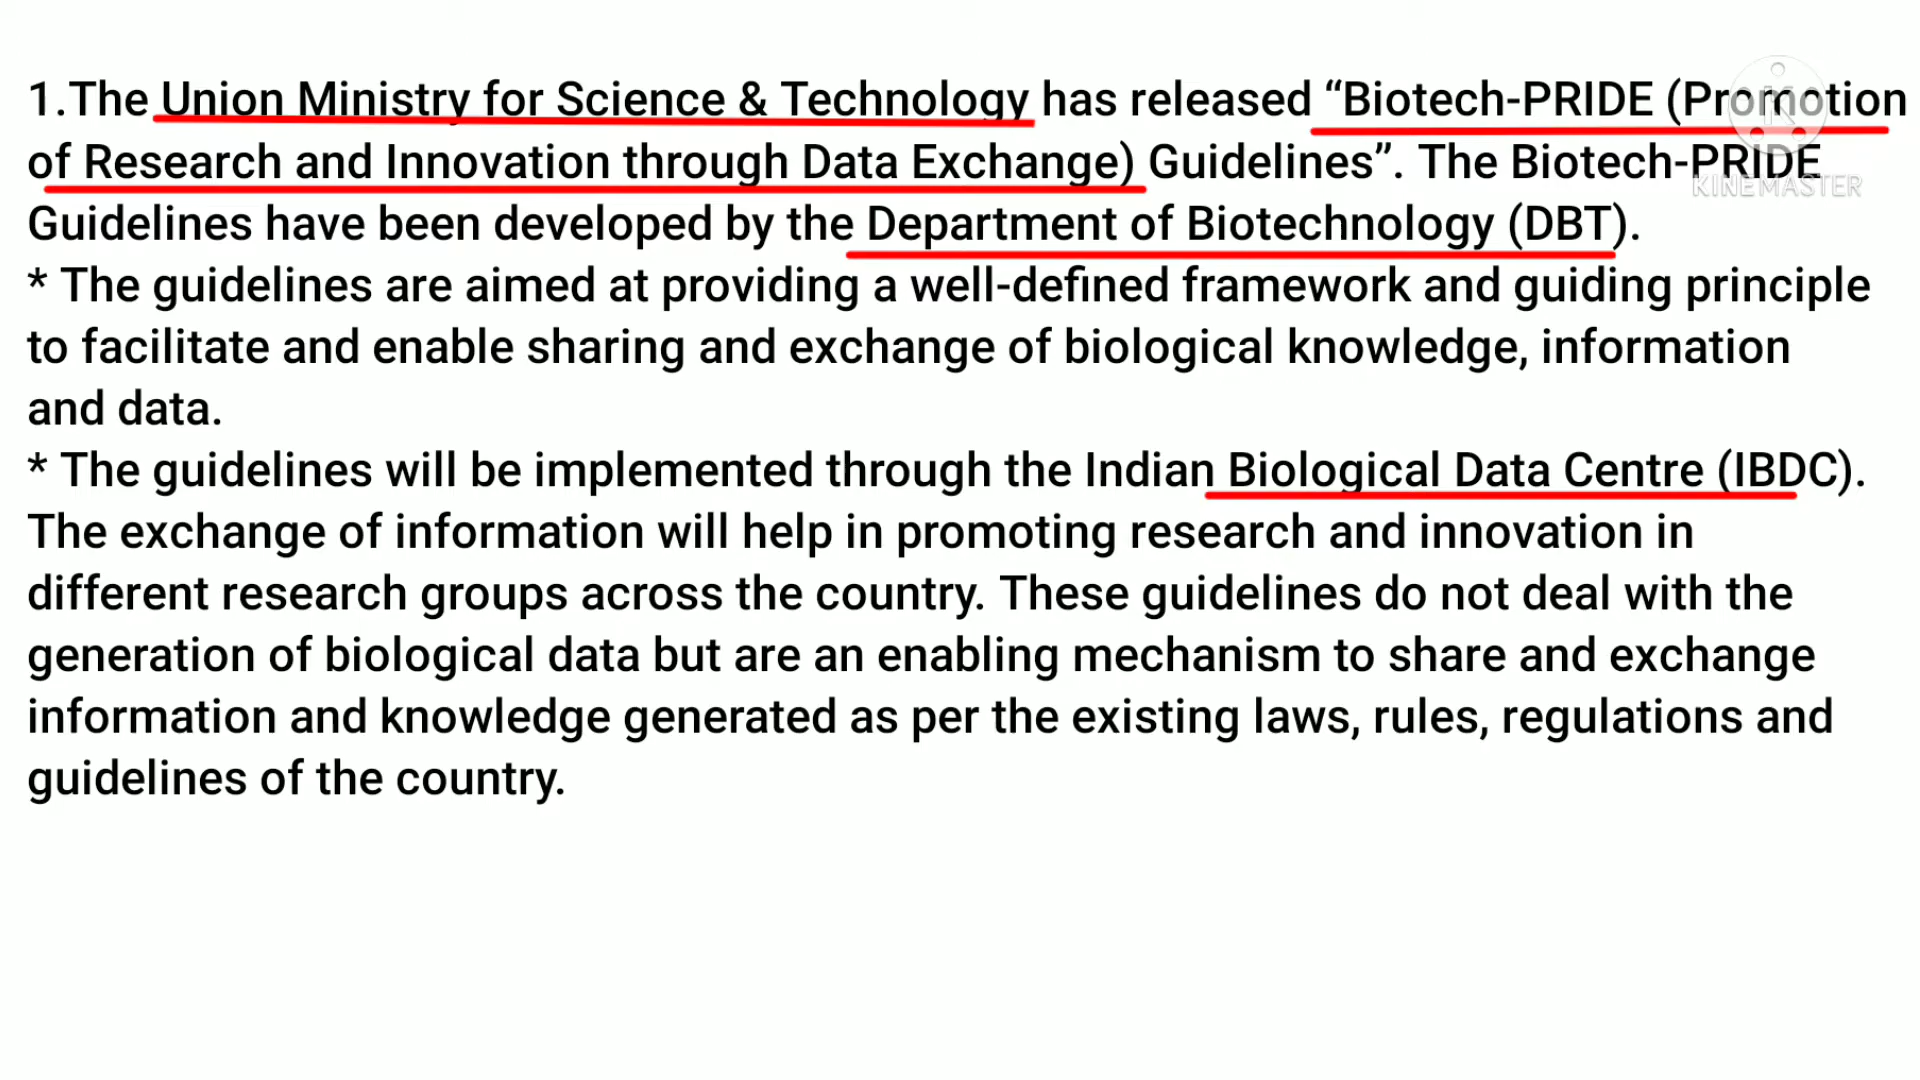 1.The Union Ministry for Science & Technology has released “Biotech-PRIDE (Promotion
of Research and Innovation through Data Exchange) Guidelines”. The Biotech-PRIDE
KINEMASTER
Guidelines have been developed by the Department of Biotechnology (DBT).
* The guidelines are aimed at providing a well-defined framework and guiding principle
to facilitate and enable sharing and exchange of biological knowledge, information
and data.
* The guidelines will be implemented through the Indian Biological Data Centre (IBDC).
The exchange of information will help in promoting research and innovation in
different research groups across the country. These guidelines do not deal with the
generation of biological data but are an enabling mechanism to share and exchange
information and knowledge generated as per the existing laws, rules, regulations and
guidelines of the country.